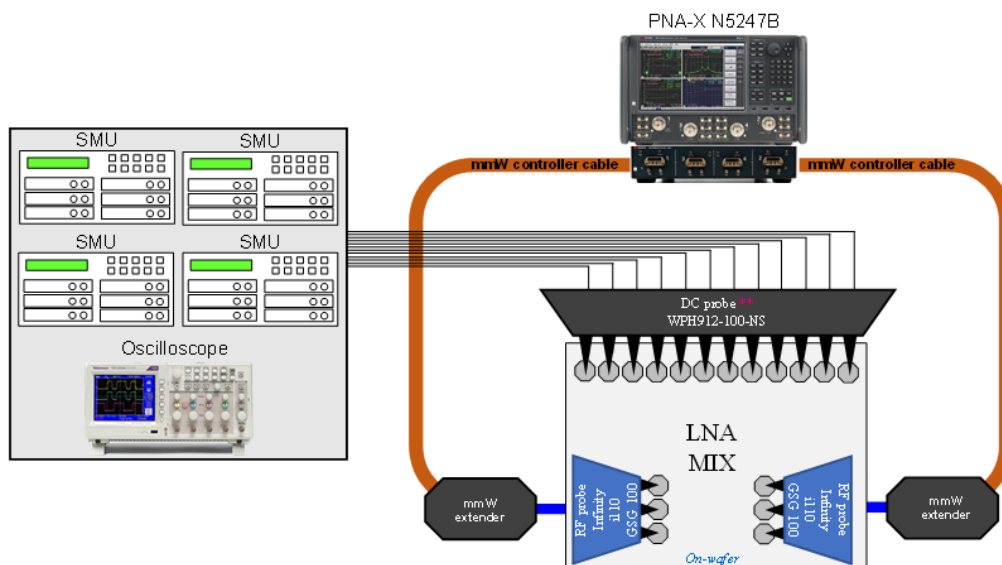 PNA-X N5247B
SMU
SMU
mmW controller cable
mmW controller cable
SMU
SMU
DC probe **
WPH912-100-NS
Oscilloscope
LNA
MIX
RF probe
Infinity
i110
GSG 100
RF probe
Infinity
i110
GSG 100
mmW
extender
mmW
extender
On-wafer